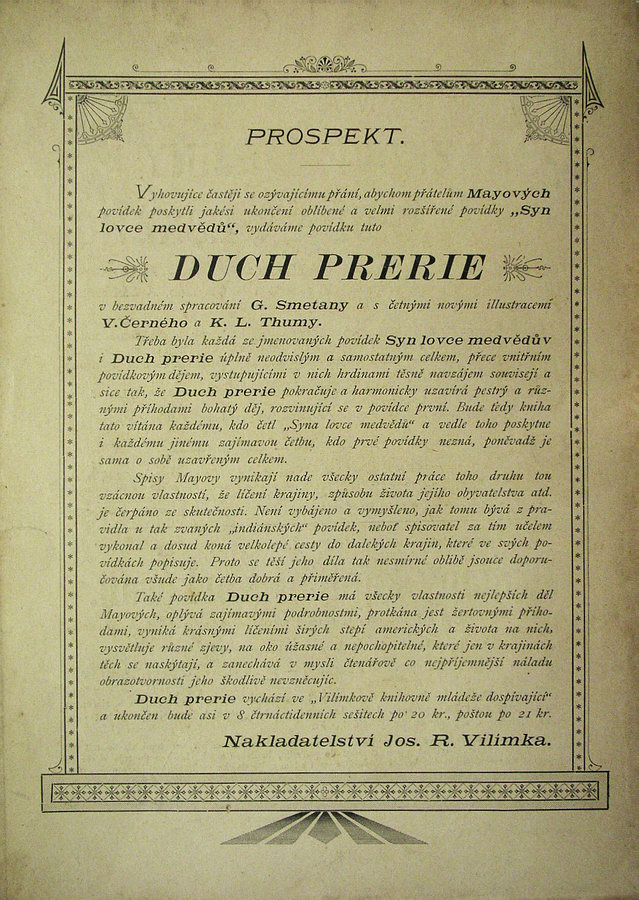 PROSPEKT.
Vyhovujíce častěji se ozývajícímu přání, abychom přátelům Mayových
povídek poskytli jakési ukončení oblíbené a velmi rozšířené povídky „Syn
lovce medvědů“, vydáváme povídku tuto
DUCH PRERIE
v bezvadném spracování G. Smetany a s četnými novými illustracemi
V. Černého a K. L. Thumy.
Třeba byla každá ze jmenovaných povídek Syn lovce medvědův
i Duch prerie úplně neodvislým a samostatným celkem, přece vnitřním
povídkovým dějem, vystupujícími v nich hrdinami těsně navzájem souvisejí a
sice tak, že Duch prerie pokračuje a harmonicky uzavírá pestrý a růz-
nými příhodami bohatý děj, rozvinující se v povídce první. Bude tedy kniha
tato vítána každému, kdo četl „Syna lovce medvědů“ a vedle toho poskytne
i každému jinému zajímavou četbu, kdo prvé povídky nezná, poněvadž je
sama o sobě uzavřeným celkem.
Spisy Mayovy vynikají nade všecky ostatní práce toho druhu tou
vzácnou vlastností, že líčení krajiny, způsobu života jejího obyvatelstva atd.
je čerpáno ze skutečnosti. Není vybájeno a vymyšleno, jak tomu bývá z pra-
vidla u tak zvaných „indiánských“ povídek, neboť spisovatel za tím účelem
vykonal a dosud koná velkolepé cesty do dalekých krajin, které ve svých po-
vídkách popisuje. Proto se těší jeho díla tak nesmírné oblibě jsouce doporu-
čována všude jako četba dobrá a přiměřená.
Také povídka Duch prerie má všecky vlastnosti nejlepších děl
Mayových, oplývá zajímavými podrobnostmi, protkána jest žertovnými přího-
dami, vyniká krásnými líčeními širých stepí amerických a života na nich,
vysvětluje různé zjevy, na oko úžasné a nepochopitelné, které jen v krajinách
těch se naskýtají, a zanechává v mysli čtenářově co nejpříjemnější náladu
obrazotvornosti jeho škodlivě nevzněcujíc.
Duch prerie vychází ve „Vilímkově knihovně mládeže dospívající“
a ukončen bude asi v 8 čtrnáctidenních sešitech po 20 kr., poštou po 21 kr.
Nakladatelství Jos. R. Vilímka.